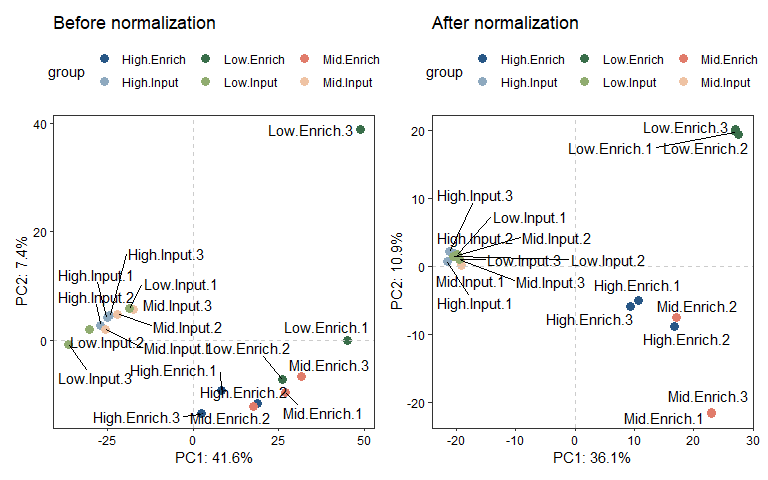 Before normalization
group
High.Enrich Low.Enrich Mid.Enrich
High.Input Low.Input Mid.Input
PC2: 7.4%
40
20
0
Low.Enrich.3
High.Input.3
High.Input.1
Low.Input.1
High.Input.2
Mid.Input.3
Mid.Input.2
Low.Enrich.1
Low.Input.2
Mid.Input.1
Low.Enrich.2
Low.Input.3
High.Enrich.1
Mid.Enrich.3
High.Enrich.2
High.Enrich.3
Mid.Enrich.2
Mid.Enrich.1
-25 0 25 50
PC1: 41.6%
After normalization
group
High.Enrich Low.Enrich Mid.Enrich
High.Input Low.Input Mid.Input
PC2: 10.9%
20
10
0
-10
-20
Low.Enrich.3
Low.Enrich.1 Low.Enrich.2
High.Input.3
Low.Input.1
High.Input.2 Mid.Input.2
Low.Input.3 Low.Input.2
Mid.Input.1 Mid.Input.3
High.Input.1
High.Enrich.1
Mid.Enrich.2
High.Enrich.3
High.Enrich.2
Mid.Enrich.3
Mid.Enrich.1
-20 -10 0 10 20 30
PC1: 36.1%